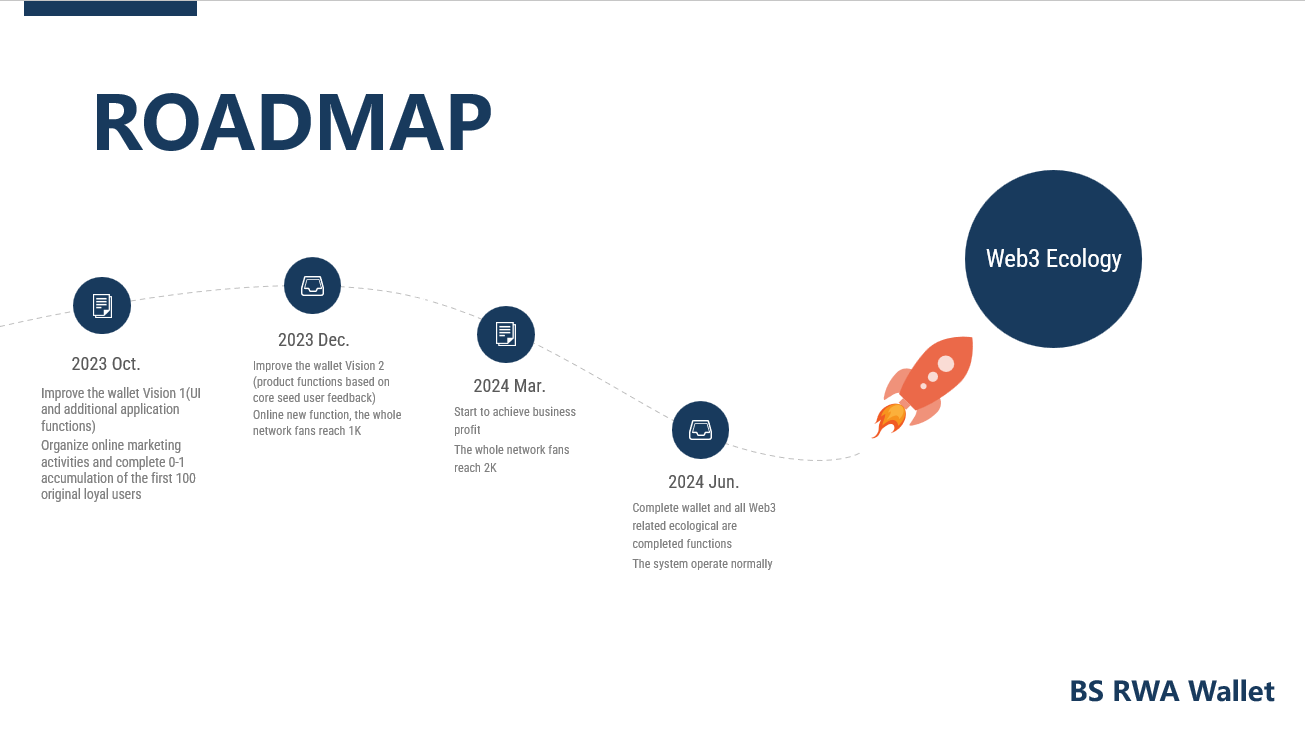 ROADMAP
Web3 Ecology
2023 Oct.
Improve the wallet Vision 1(UI
and additional application
functions)
Organize online marketing
activities and complete 0-1
accumulation of the first 100
original loyal users
2023 Dec.
Improve the wallet Vision 2
(product functions based on
core seed user feedback)
Online new function, the whole
network fans reach 1K
2024 Mar.
Start to achieve business
profit
The whole network fans
reach 2K
2024 Jun.
Complete wallet and all Web3
related ecological are
completed functions
The system operate normally
BS RWA Wallet